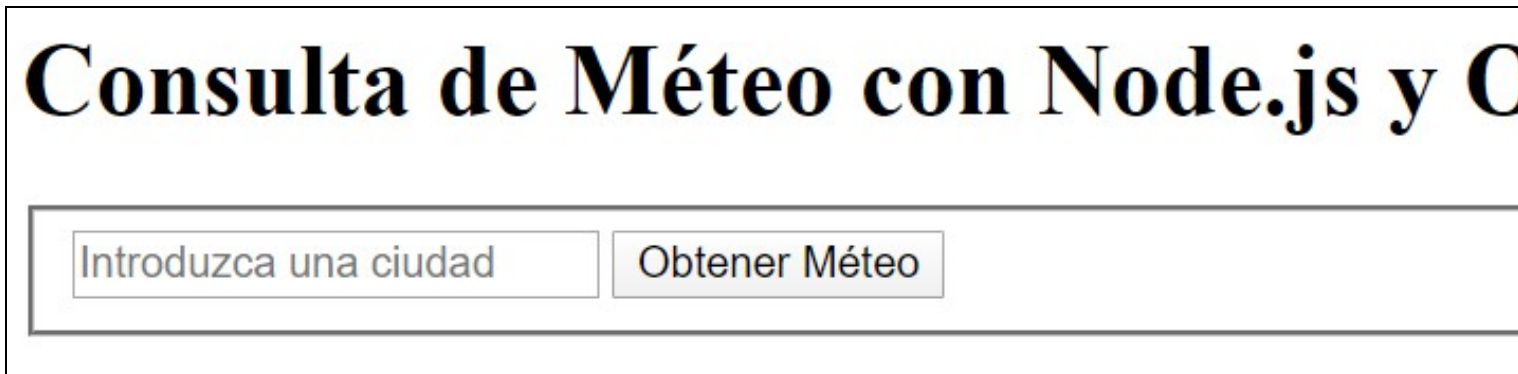 Consulta de Méteo con Node.js y
Introduzca una ciudad
Obtener Méteo